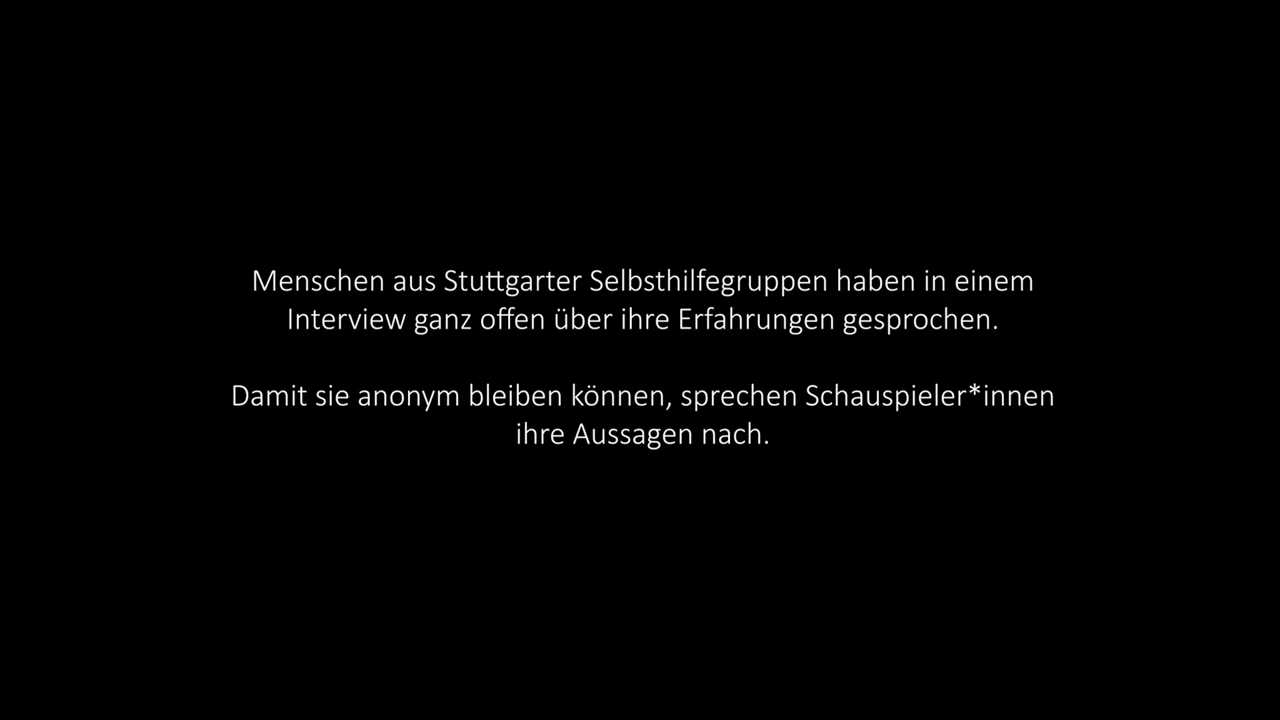 Menschen aus Stuttgarter Selbsthilfegruppen haben in einem
Interview ganz offen über ihre Erfahrungen gesprochen.
Damit sie anonym bleiben können, sprechen Schauspieler*innen
ihre Aussagen nach.